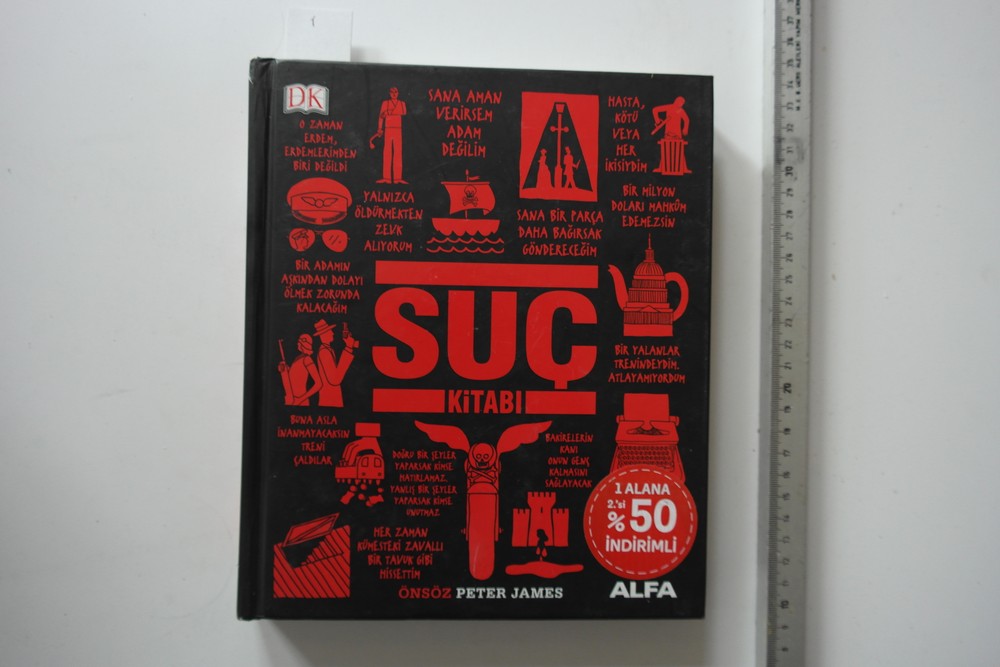 DK
O ZAMAN
ERDEM,
ERDEMLERİMDEN
BİRİ DEĞİLDİ
SANA AMAN
VERİRSEM
ADAM
DEĞİLİM
HASTA,
KÖTÜ
VEYA
HER
İKİSİYDİM
YALNIZCA
ÖLDÜRMEKTEN
ZEVK
ALIYORUM
SANA BİR PARÇA
DAHA BAĞIRSAK
GÖNDERECEĞİM
BİR MİLYON
DOLARI MAHKÛM
EDEMEZSİN
BİR ADAMIN
AŞKINDAN DOLAYI
ÖLMEK ZORUNDA
KALACAĞIM
SUÇ
KİTABI
BİR YALANLAR
TRENİNDEYDİM.
ATLAYAMIYORDUM
BUNA ASLA
İNANMAYACAKSIN
TRENİ
ÇALDILAR
DOĞRU BİR ŞEYLER
YAPARSAK KİMSE
HATIRLAMAZ.
YANLIŞ BİR ŞEYLER
YAPARSAK KİMSE
UNUTMAZ
BAKİRELERİN
KANI
ONUN GENÇ
KALMASINI
SAĞLAYACAK
HER ZAMAN
KÜMESTEKİ ZAVALLI
BİR TAVUK GİBİ
HİSSETTİM
1 ALANA
2.'si
%50
İNDİRİMLİ
ÖNSÖZ PETER JAMES
ALFA